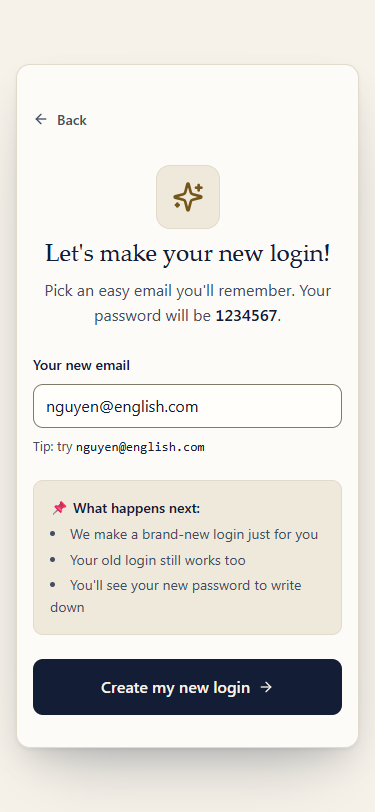 ← Back
Let's make your new login!
Pick an easy email you'll remember. Your
password will be 1234567.
Your new email
nguyen@english.com
Tip: try nguyen@english.com
📌 What happens next:
• We make a brand-new login just for you
• Your old login still works too
• You'll see your new password to write
down
Create my new login →